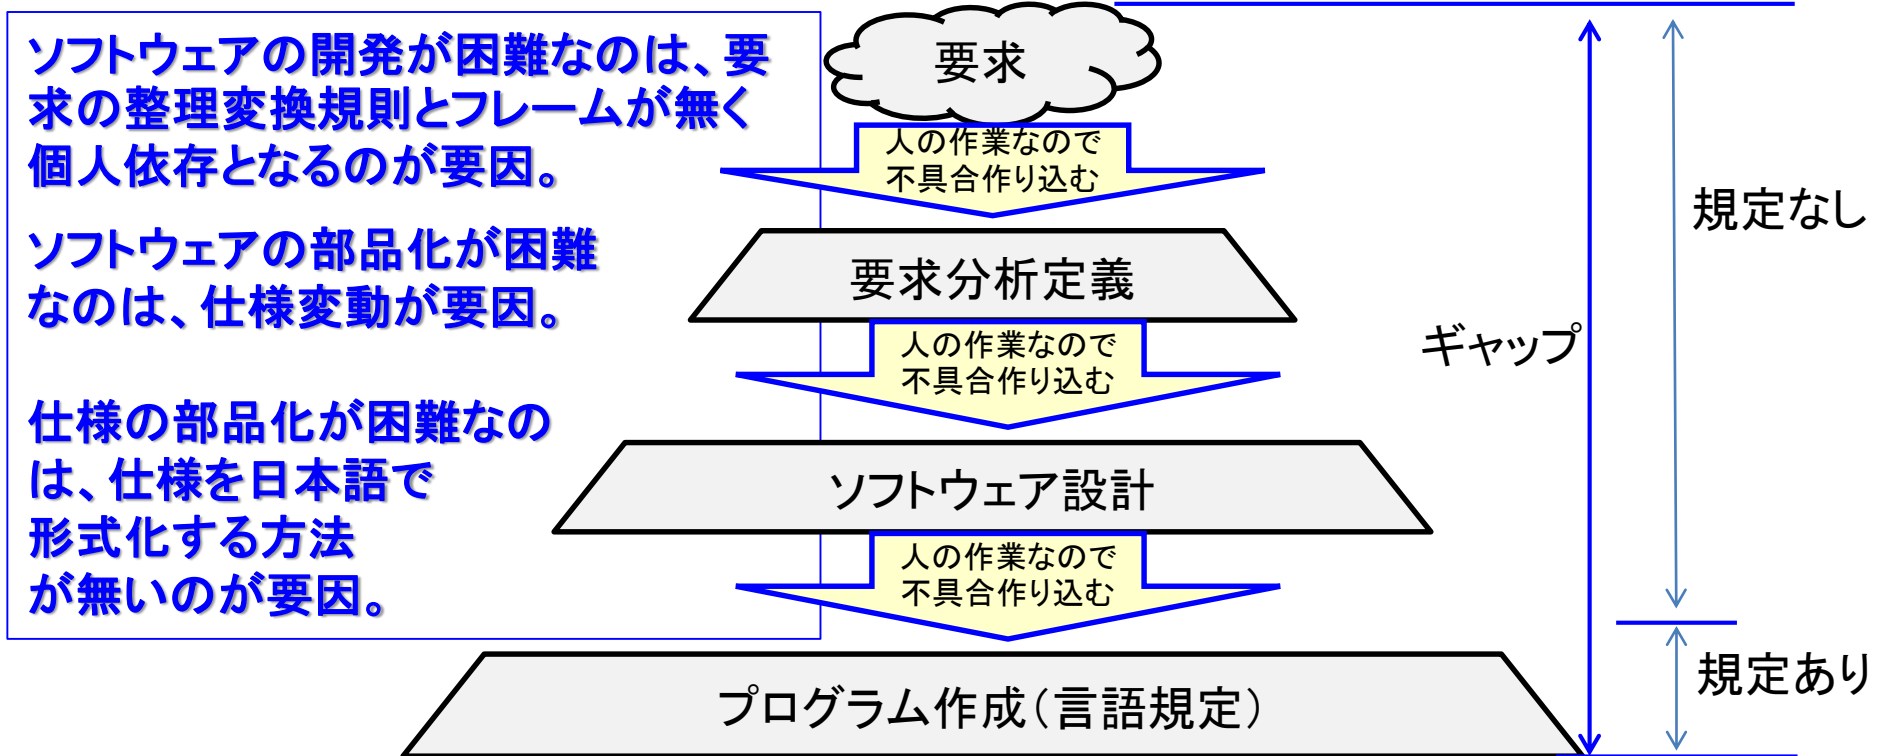 ソフトウェアの開発が困難なのは、要
求の整理変換規則とフレームが無く
個人依存となるのが要因。
ソフトウェアの部品化が困難
なのは、仕様変動が要因。
仕様の部品化が困難なの
は、仕様を日本語で
形式化する方法
が無いのが要因。
要求
人の作業なので
不具合作り込む
要求分析定義
人の作業なので
不具合作り込む
ソフトウェア設計
人の作業なので
不具合作り込む
プログラム作成(言語規定)
ギャップ
規定なし
規定あり